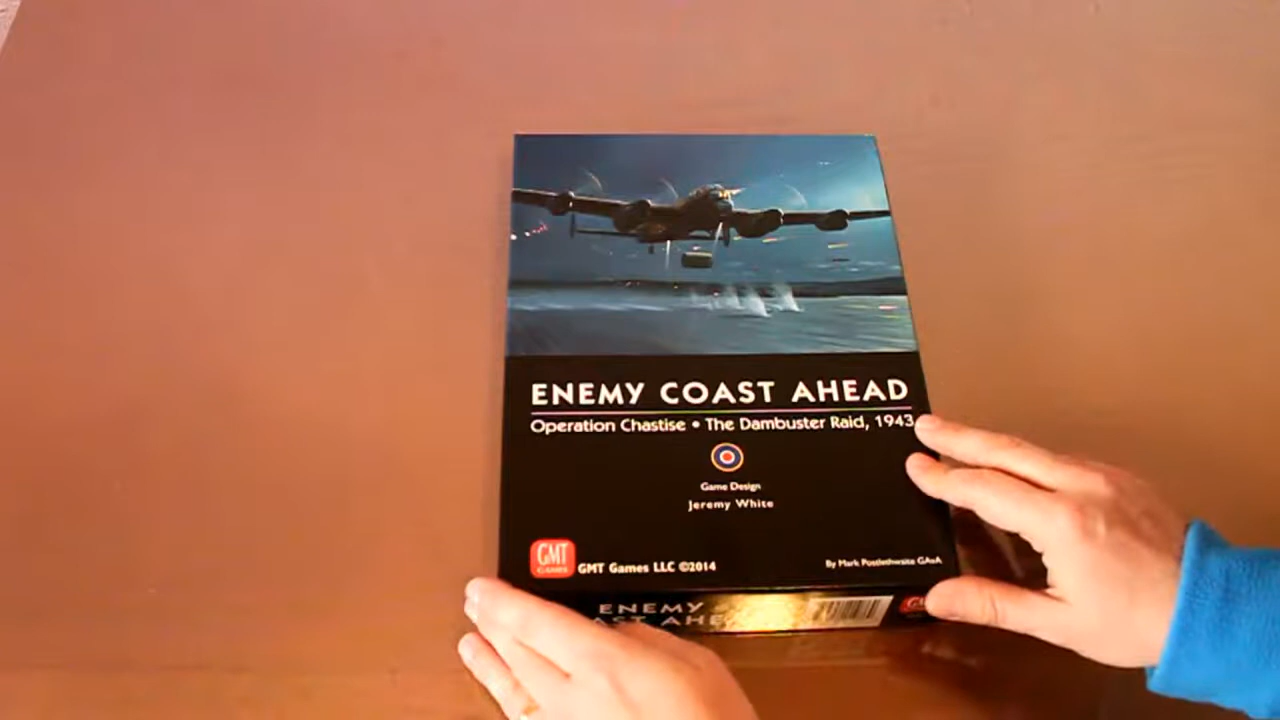 ENEMY COAST AHEAD
Operation Chastise • The Dambuster Raid, 1943
Game Design
Jeremy White
GMT
GAMES
GMT Games LLC ©2014
By Mark Postlethwaite GAvA
ENEMY
AST AHE